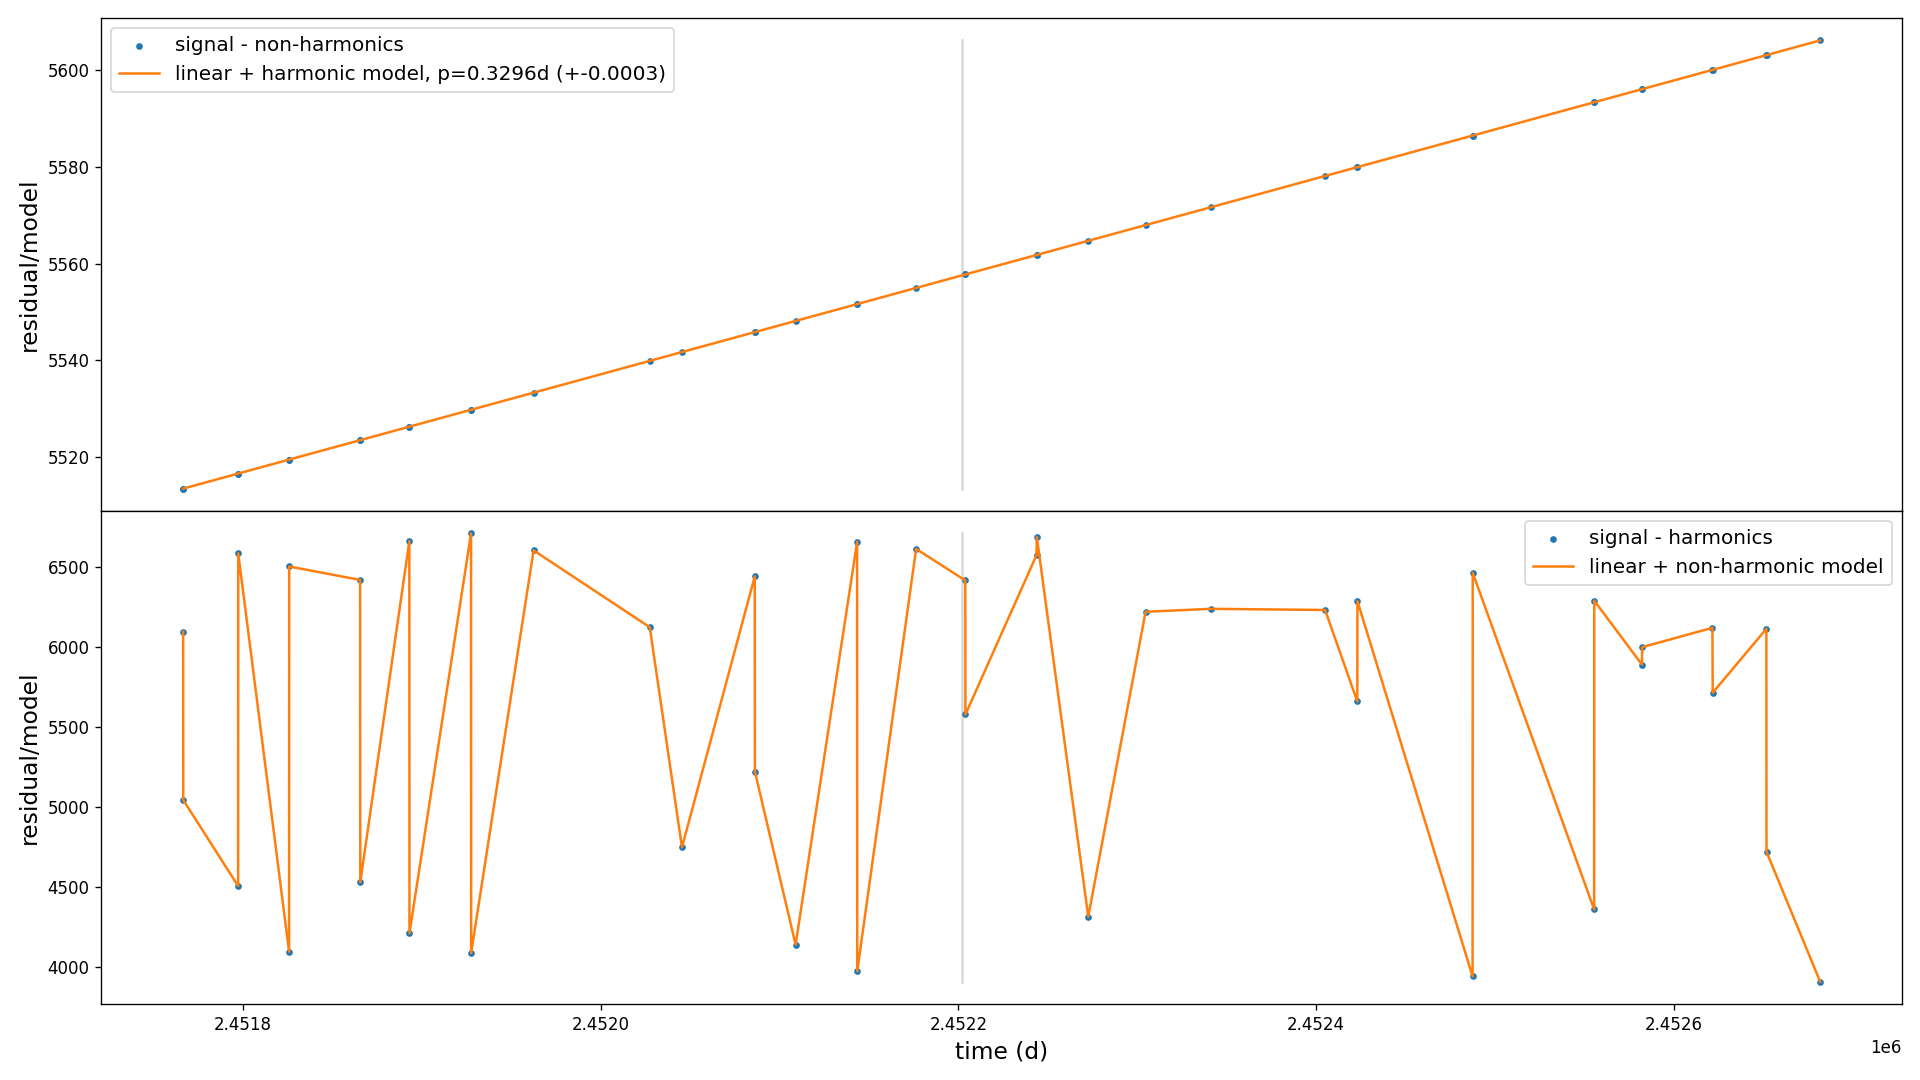 signal - non-harmonics
linear + harmonic model, p=0.3296d (+-0.0003)
5600
5580
5560
5540
5520
residual/model
signal - harmonics
linear + non-harmonic model
6500
6000
5500
5000
4500
4000
residual/model
2.4518 2.4520 2.4522 2.4524 2.4526
time (d)
1e6